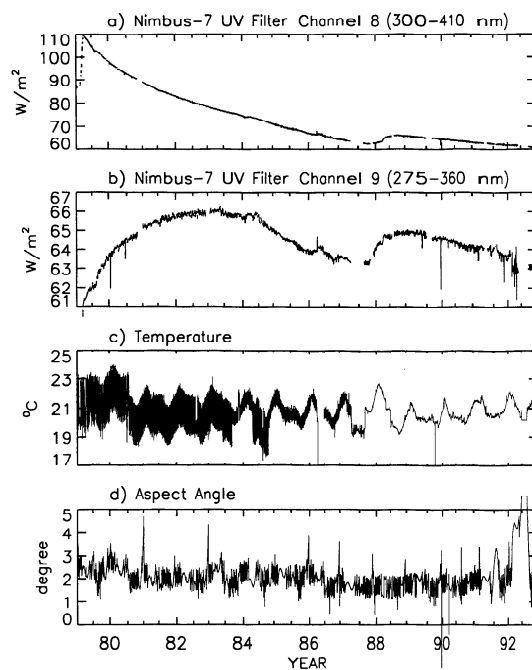 a) Nimbus-7 UV Filter Channel 8 (300-410 nm)
W/m²
110
100
90
80
70
60
b) Nimbus-7 UV Filter Channel 9 (275-360 nm)
W/m²
67
66
65
64
63
62
61
c) Temperature
°C
25
23
21
19
17
d) Aspect Angle
degree
5
4
3
2
1
0
80 82 84 86 88 90 92
YEAR